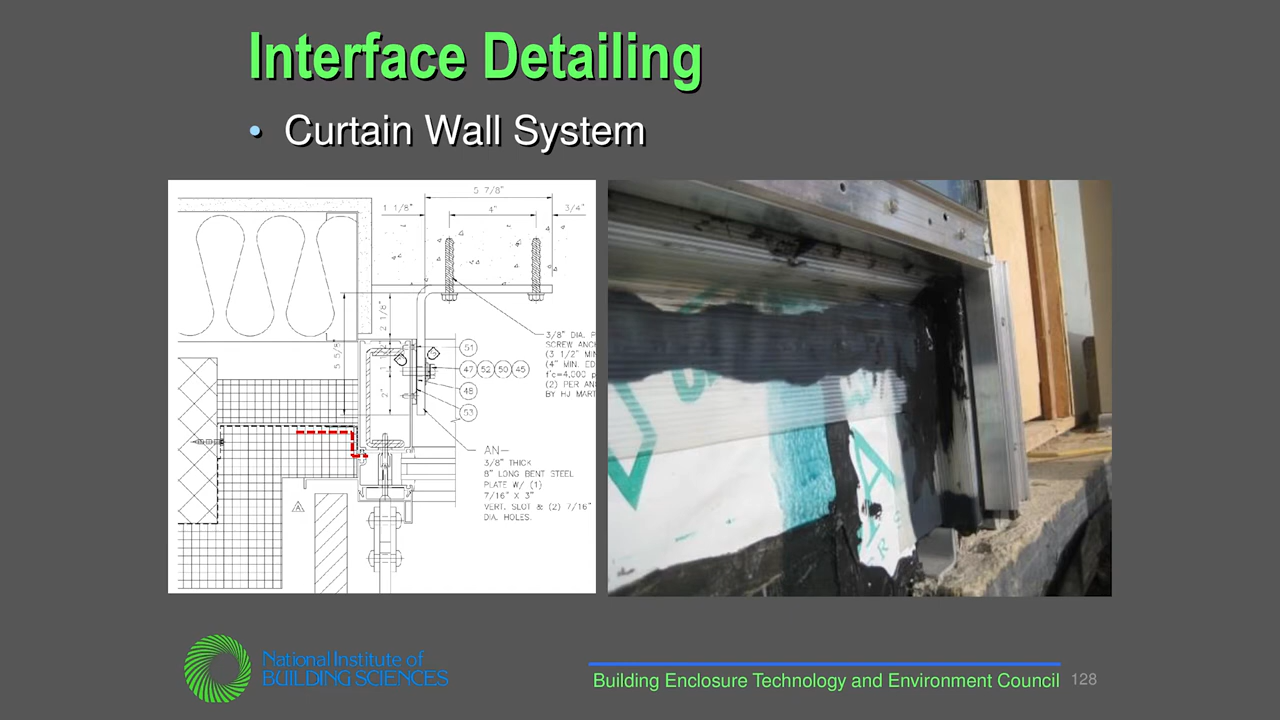 Interface Detailing
• Curtain Wall System
5 7/8"
1 1/8"
4"
3/4"
2 1/8"
5 5/8"
2"
3/8" DIA. P
SCREW ANC
(3 1/2" MIN
(4" MIN. ED
f'c=4,000 p
(2) PER AN
BY HJ MART
51
47 52 50 45
48
53
AN-
3/8" THICK
8" LONG BENT STEEL
PLATE W/ (1)
7/16" X 3"
VERT. SLOT & (2) 7/16"
DIA. HOLES.
A
National Institute of
BUILDING SCIENCES
Building Enclosure Technology and Environment Council 128